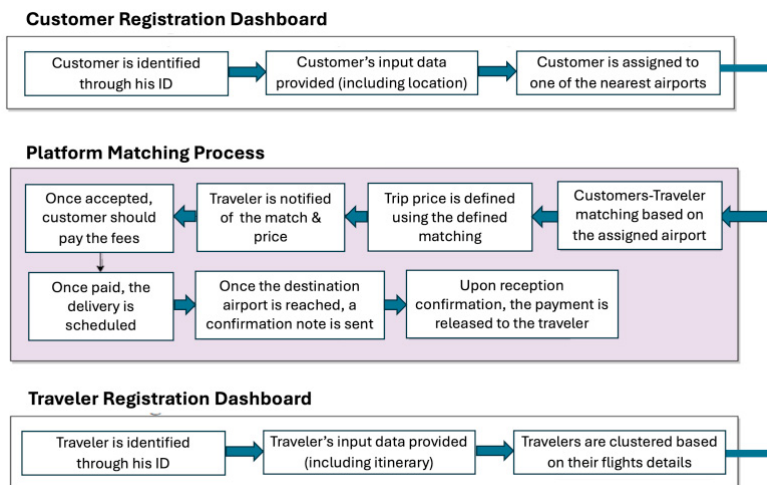 Customer Registration Dashboard
Customer is identified
through his ID
Customer's input data
provided (including location)
Customer is assigned to
one of the nearest airports
Platform Matching Process
Once accepted,
customer should
pay the fees
Traveler is notified
of the match &
price
Trip price is defined
using the defined
matching
Customers-Traveler
matching based on
the assigned airport
Once paid, the
delivery is
scheduled
Once the destination
airport is reached, a
confirmation note is sent
Upon reception
confirmation, the payment is
released to the traveler
Traveler Registration Dashboard
Traveler is identified
through his ID
Traveler's input data provided
(including itinerary)
Travelers are clustered based
on their flights details